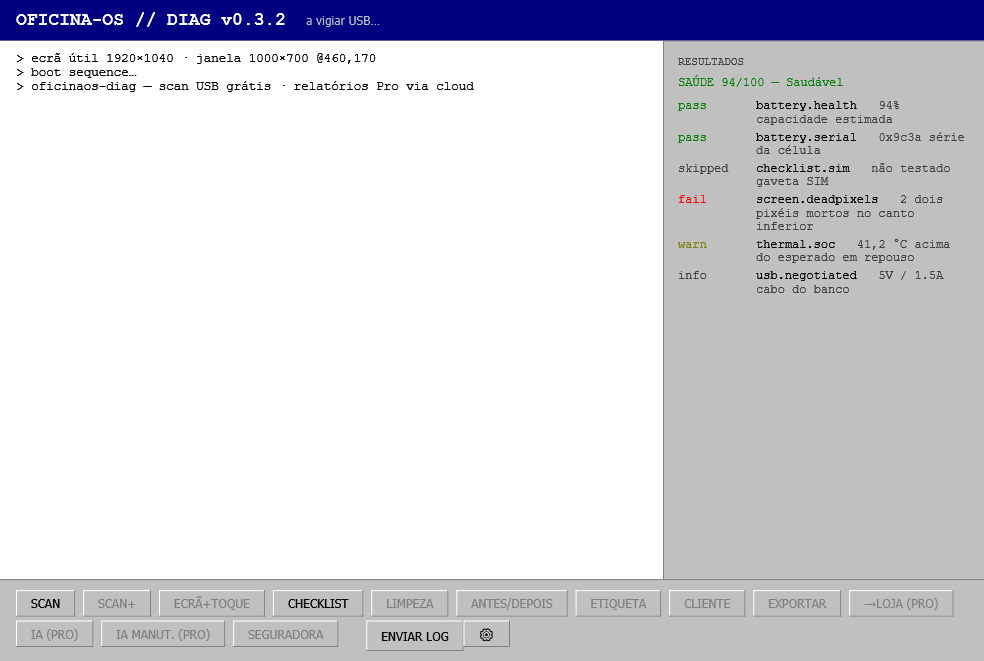 OFICINA-OS // DIAG v0.3.2 a vigiar USB...
> ecrã útil 1920×1040 · janela 1000×700 @460,170
> boot sequence…
> oficinaos-diag — scan USB grátis · relatórios Pro via cloud
RESULTADOS
SAÚDE 94/100 — Saudável
pass battery.health 94%
capacidade estimada
pass battery.serial 0x9c3a série
da célula
skipped checklist.sim não testado
gaveta SIM
fail screen.deadpixels 2 dois
pixéis mortos no canto
inferior
warn thermal.soc 41,2 °C acima
do esperado em repouso
info usb.negotiated 5V / 1.5A
cabo do banco
SCAN SCAN+ ECRÃ+TOQUE CHECKLIST LIMPEZA ANTES/DEPOIS ETIQUETA CLIENTE EXPORTAR →LOJA (PRO)
IA (PRO) IA MANUT. (PRO) SEGURADORA ENVIAR LOG